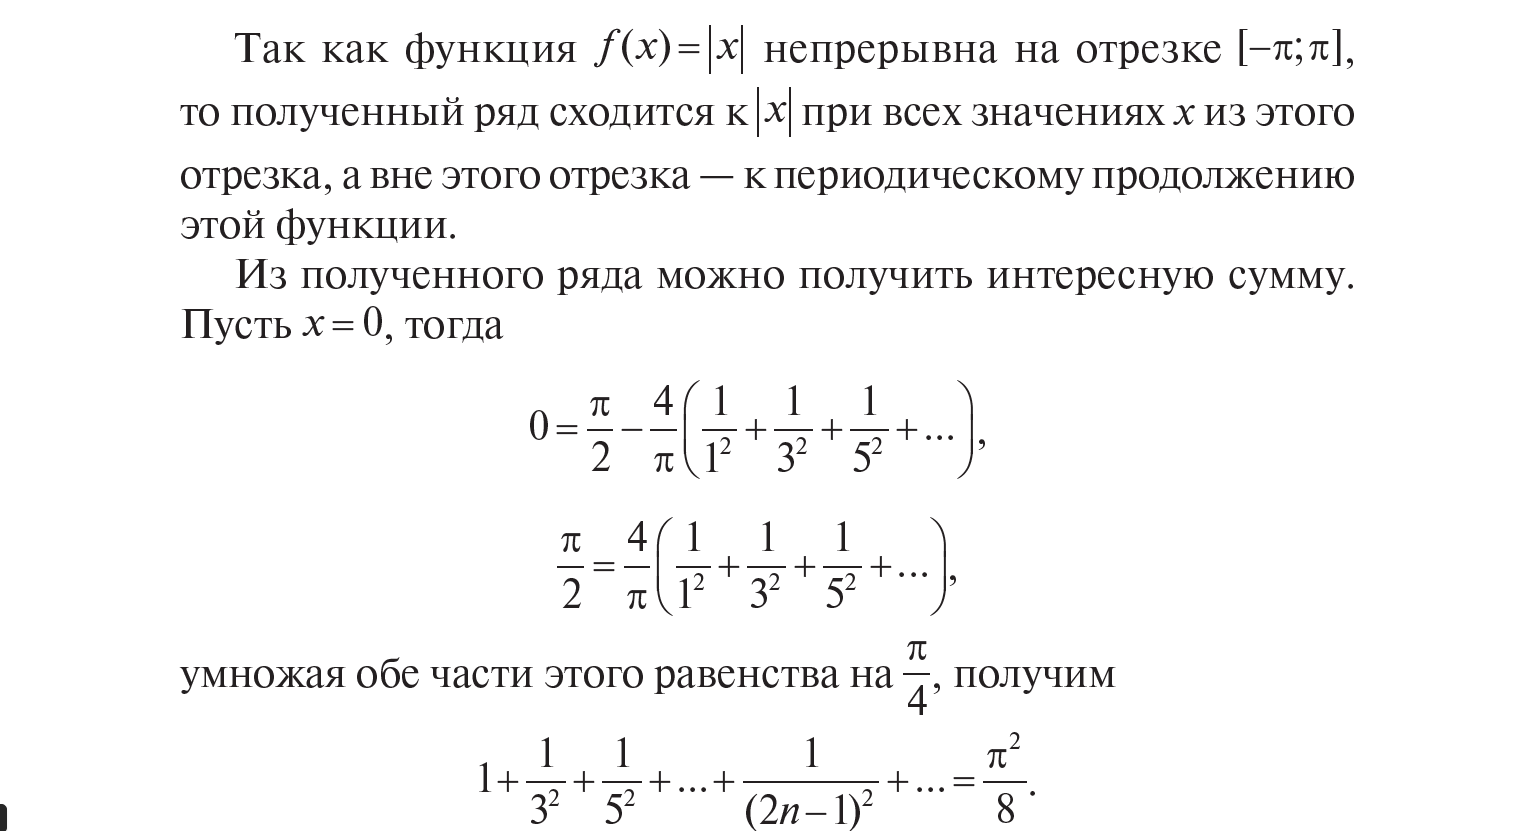 Так как функция f(x)=|x| непрерывна на отрезке [–π; π],
то полученный ряд сходится к |x| при всех значениях x из этого
отрезка, а вне этого отрезка — к периодическому продолжению
этой функции.
Из полученного ряда можно получить интересную сумму.
Пусть x = 0, тогда
0 = π/2 − 4/π (1/1² + 1/3² + 1/5² + ...),
π/2 = 4/π (1/1² + 1/3² + 1/5² + ...),
умножая обе части этого равенства на π/4, получим
1 + 1/3² + 1/5² + ... + 1/(2n − 1)² + ... = π²/8.